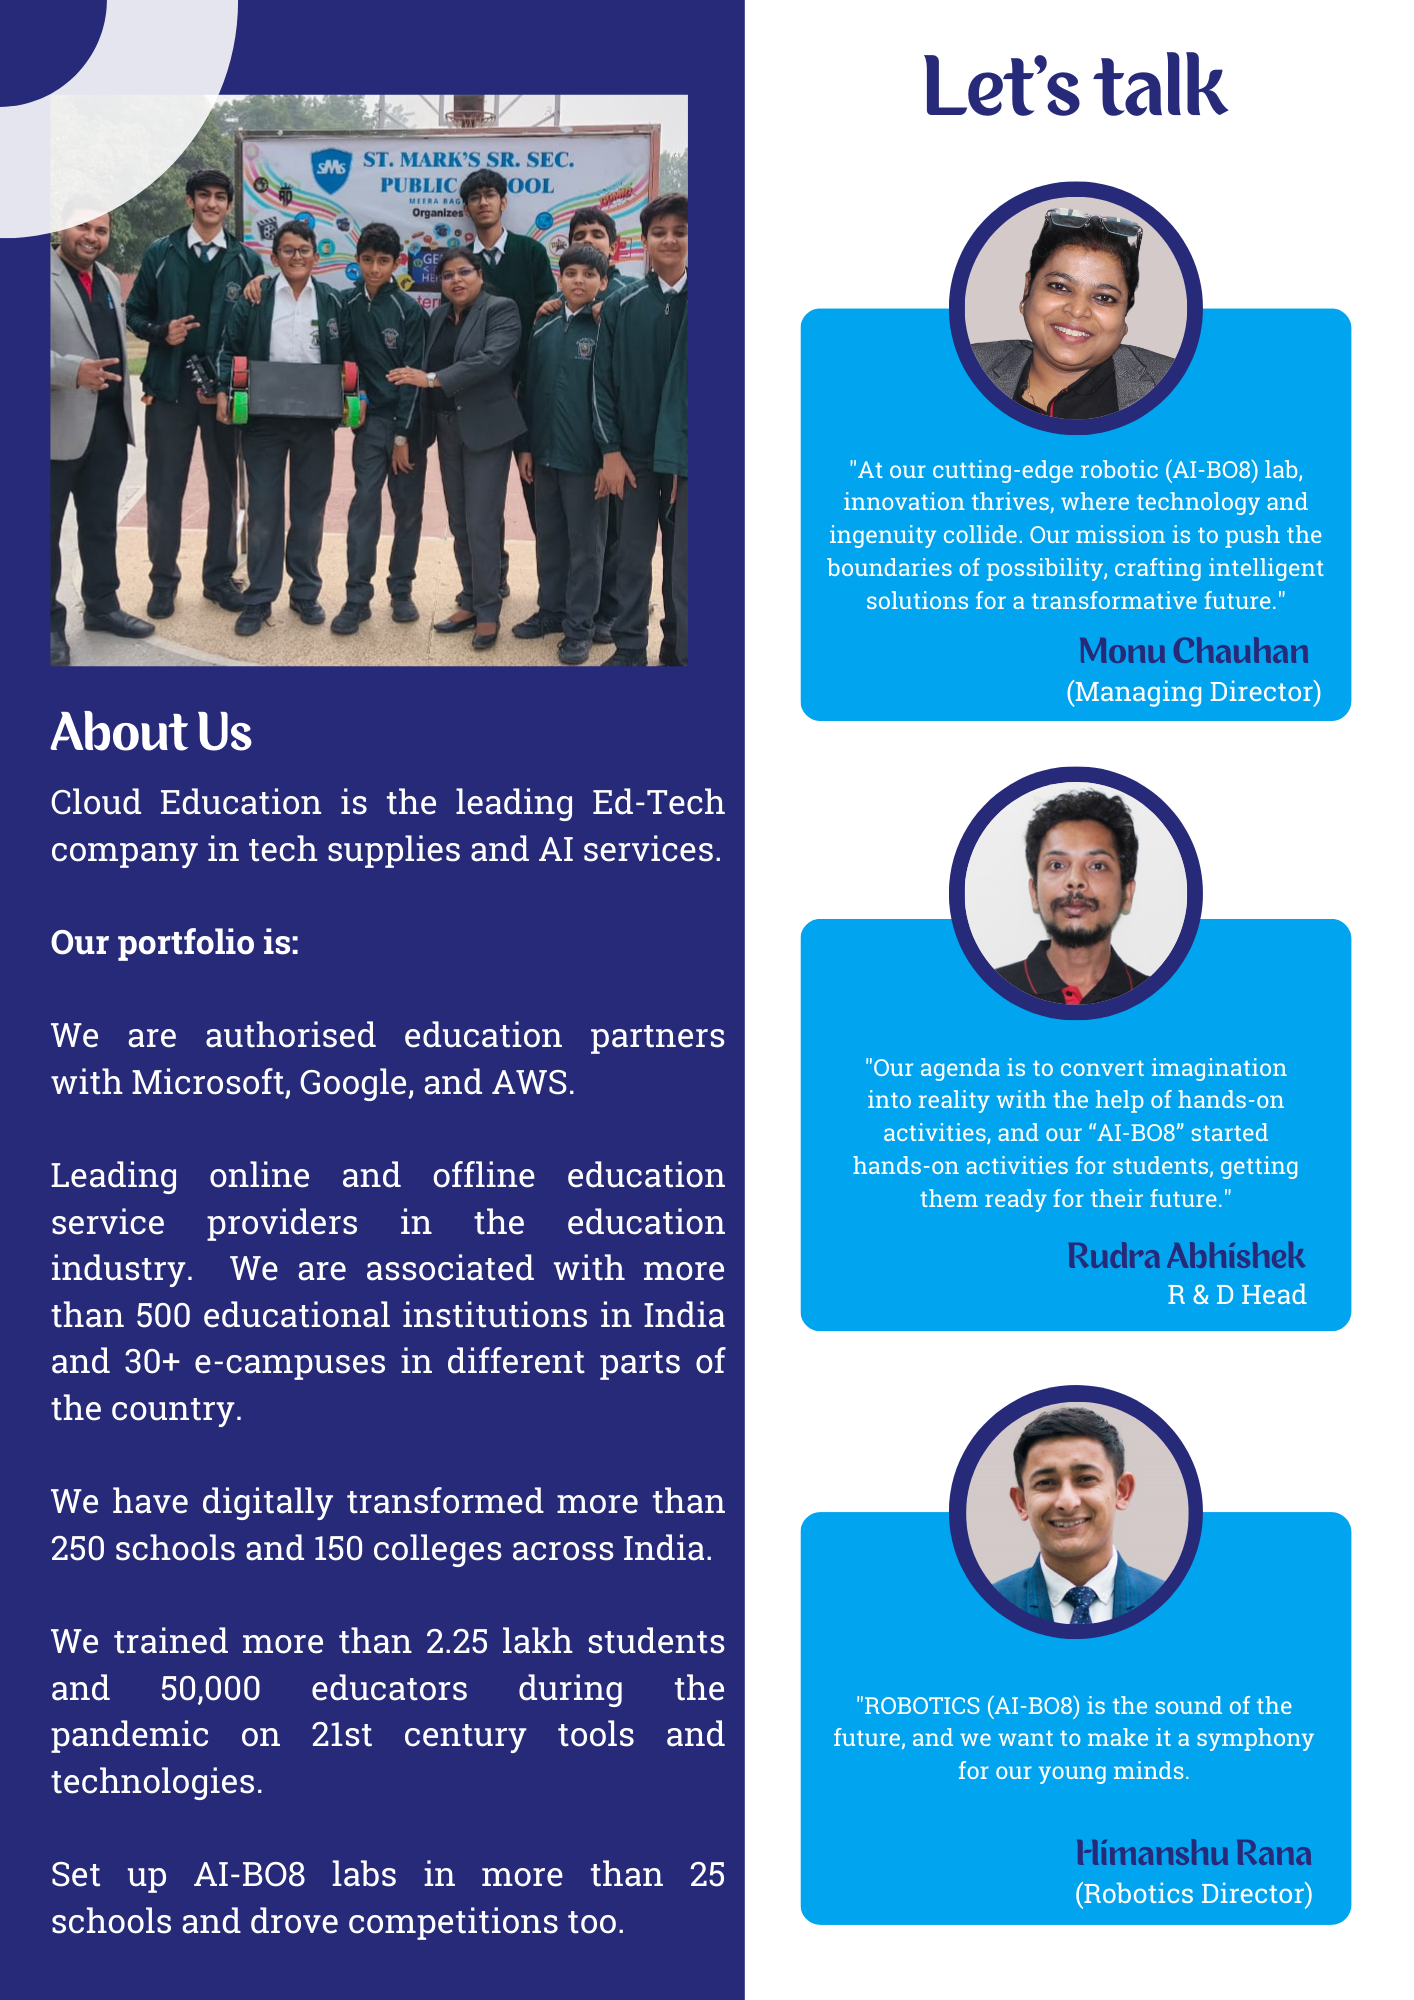 SMS
ST. MARK'S SR. SEC.
PUBLIC
OOL
MEERA BAG
Organizes
About Us
Cloud Education is the leading Ed-Tech
company in tech supplies and AI services.
Our portfolio is:
We are authorised education partners
with Microsoft, Google, and AWS.
Leading online and offline education
service providers in the education
industry. We are associated with more
than 500 educational institutions in India
and 30+ e-campuses in different parts of
the country.
We have digitally transformed more than
250 schools and 150 colleges across India.
We trained more than 2.25 lakh students
and 50,000 educators during the
pandemic on 21st century tools and
technologies.
Set up AI-BO8 labs in more than 25
schools and drove competitions too.
Let's talk
"At our cutting-edge robotic (AI-BO8) lab,
innovation thrives, where technology and
ingenuity collide. Our mission is to push the
boundaries of possibility, crafting intelligent
solutions for a transformative future."
Monu Chauhan
(Managing Director)
"Our agenda is to convert imagination
into reality with the help of hands-on
activities, and our “AI-BO8” started
hands-on activities for students, getting
them ready for their future."
Rudra Abhishek
R & D Head
"ROBOTICS (AI-BO8) is the sound of the
future, and we want to make it a symphony
for our young minds.
Himanshu Rana
(Robotics Director)